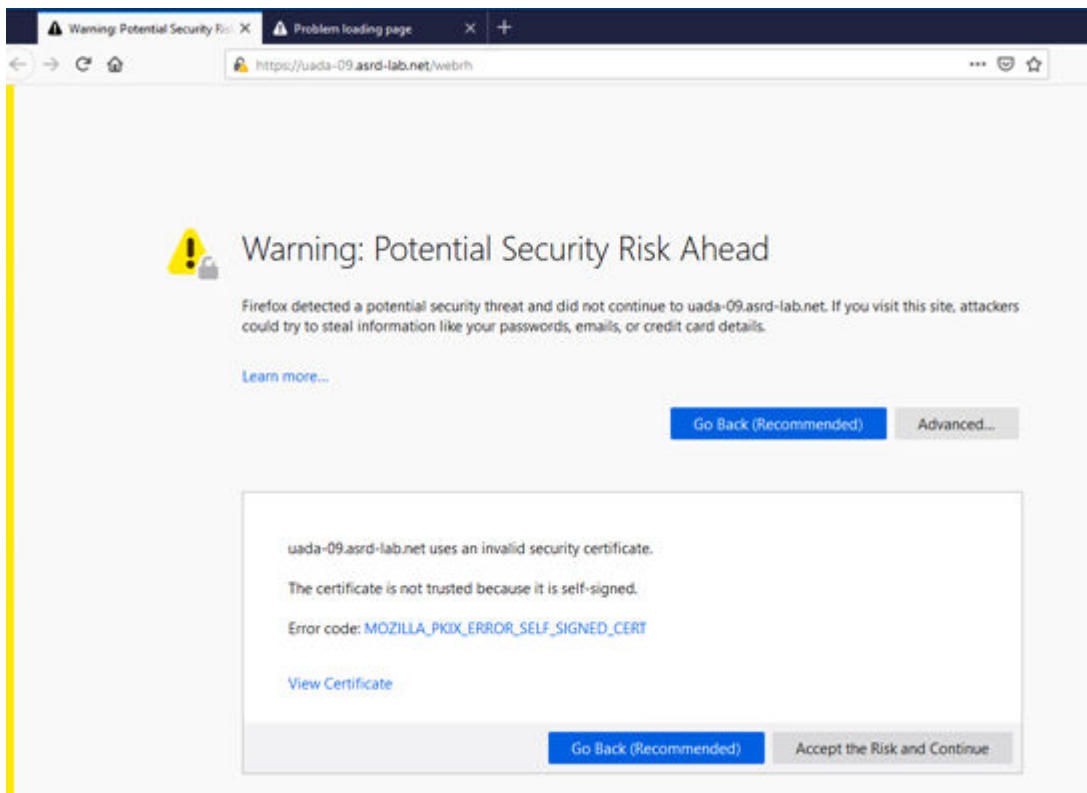 Warning: Potential Security Ris
Problem loading page
https://uada-09.asrd-lab.net/webrh
Warning: Potential Security Risk Ahead
Firefox detected a potential security threat and did not continue to uada-09.asrd-lab.net. If you visit this site, attackers
could try to steal information like your passwords, emails, or credit card details.
Learn more...
Go Back (Recommended)
Advanced...
uada-09.asrd-lab.net uses an invalid security certificate.
The certificate is not trusted because it is self-signed.
Error code: MOZILLA_PKIX_ERROR_SELF_SIGNED_CERT
View Certificate
Go Back (Recommended)
Accept the Risk and Continue